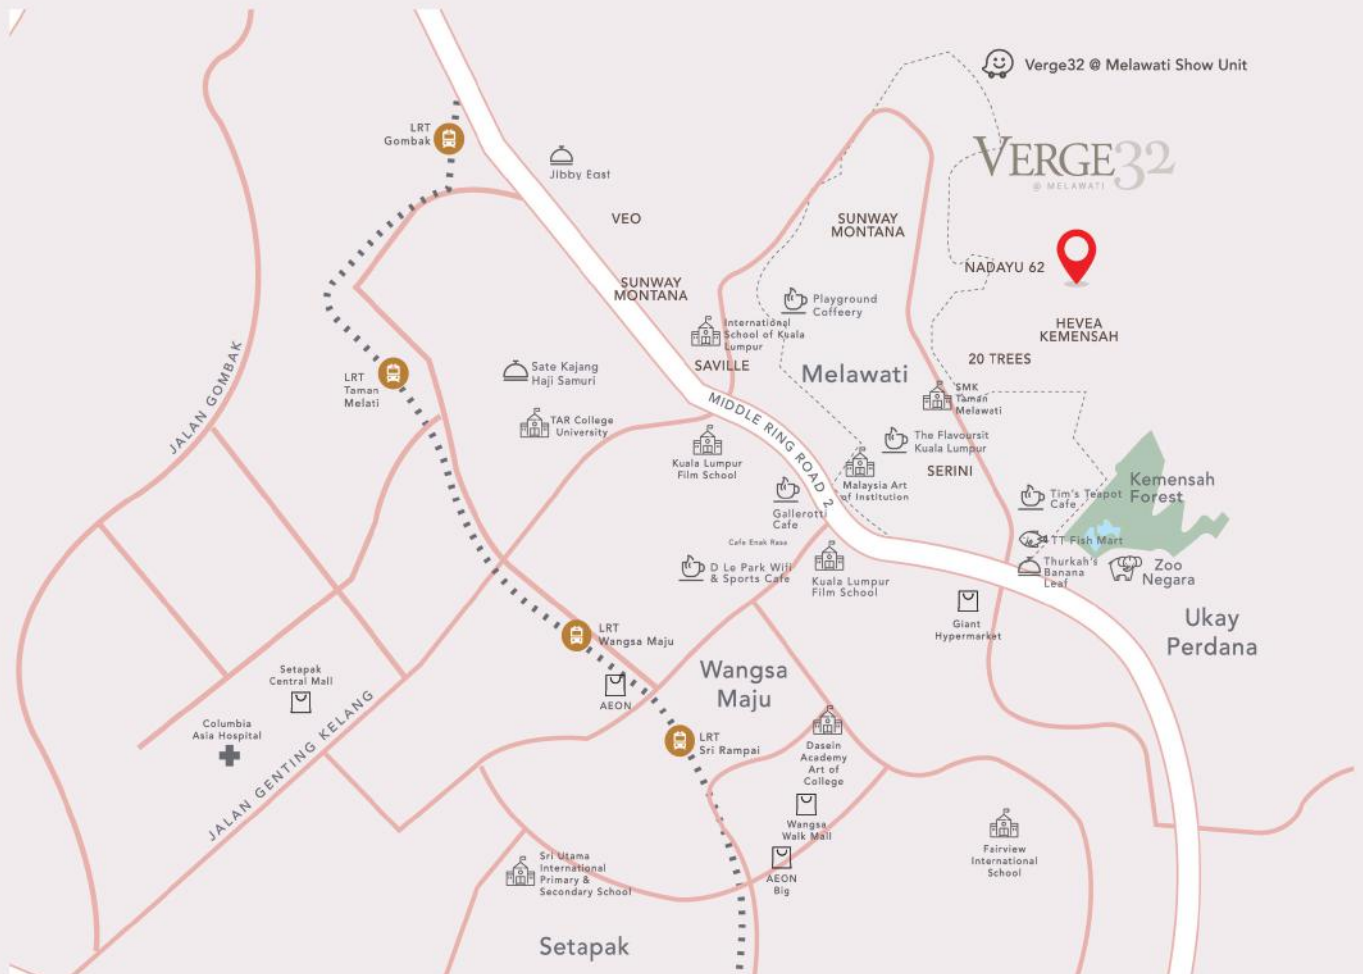 Verge32 @ Melawati Show Unit
VERGE32
@ MELAWATI
LRT
Gombak
Jibby East
VEO
SUNWAY
MONTANA
SUNWAY
MONTANA
NADAYU 62
HEVEA
KEMENSAH
20 TREES
Playground
Coffeery
International
School of Kuala
Lumpur
SAVILLE
Melawati
JALAN GOMBAK
LRT
Taman
Melati
Sate Kajang
Haji Samuri
TAR College
University
MIDDLE RING ROAD 2
SMK
Taman
Melawati
The Flavoursit
Kuala Lumpur
SERINI
Kuala Lumpur
Film School
Malaysia Art
of Institution
Gallerotti
Cafe
Tim's Teapot
Cafe
Kemensah
Forest
TT Fish Mart
Thurkah's
Banana
Leaf
Zoo
Negara
Cafe Enak Rasa
D Le Park Wifi
& Sports Cafe
Kuala Lumpur
Film School
Giant
Hypermarket
Ukay
Perdana
LRT
Wangsa Maju
Wangsa
Maju
Setapak
Central Mall
AEON
Columbia
Asia Hospital
JALAN GENTING KELANG
LRT
Sri Rampai
Dasein
Academy
Art of
College
Wangsa
Walk Mall
Fairview
International
School
Sri Utama
International
Primary &
Secondary School
AEON
Big
Setapak